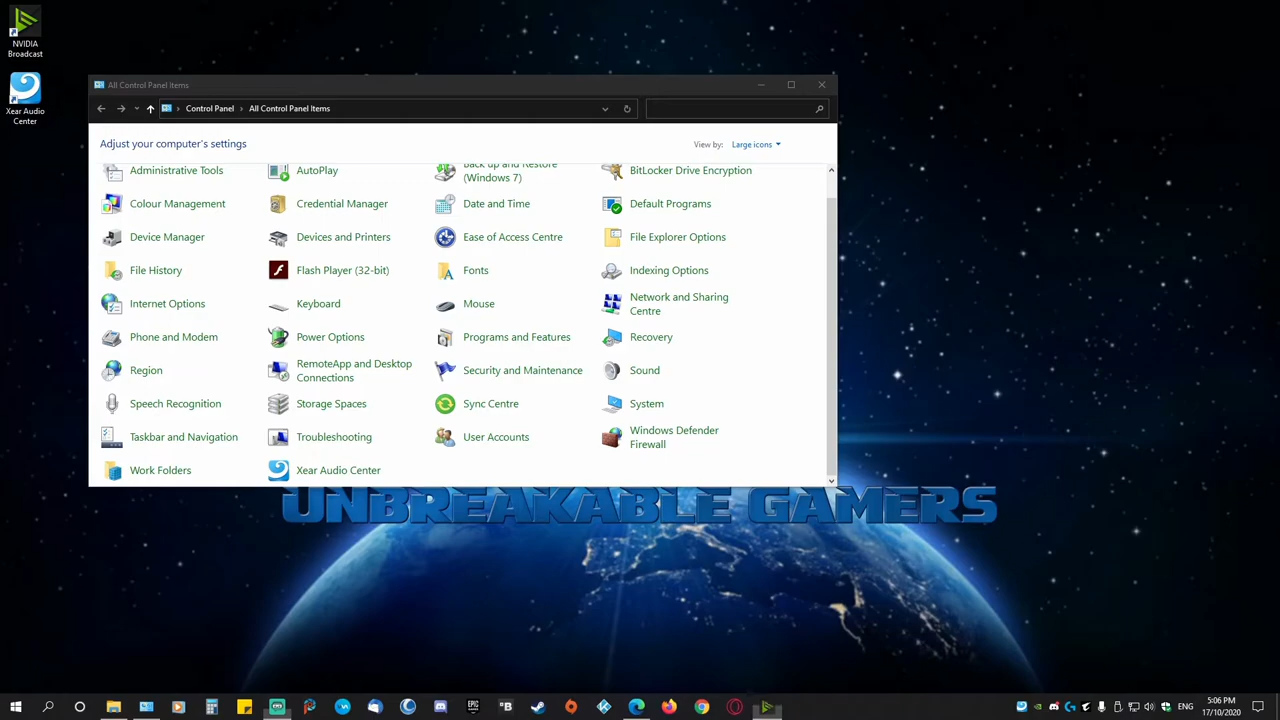 NVIDIA
Broadcast
Xear Audio
Center
All Control Panel Items
Control Panel
All Control Panel Items
Adjust your computer's settings
View by:
Large icons
Administrative Tools
AutoPlay
Back up and Restore
(Windows 7)
BitLocker Drive Encryption
Colour Management
Credential Manager
Date and Time
Default Programs
Device Manager
Devices and Printers
Ease of Access Centre
File Explorer Options
File History
Flash Player (32-bit)
Fonts
Indexing Options
Internet Options
Keyboard
Mouse
Network and Sharing
Centre
Phone and Modem
Power Options
Programs and Features
Recovery
Region
RemoteApp and Desktop
Connections
Security and Maintenance
Sound
Speech Recognition
Storage Spaces
Sync Centre
System
Taskbar and Navigation
Troubleshooting
User Accounts
Windows Defender
Firewall
Work Folders
Xear Audio Center
UNBREAKABLE GAMERS
EPIC
B
ENG
5:06 PM
17/10/2020